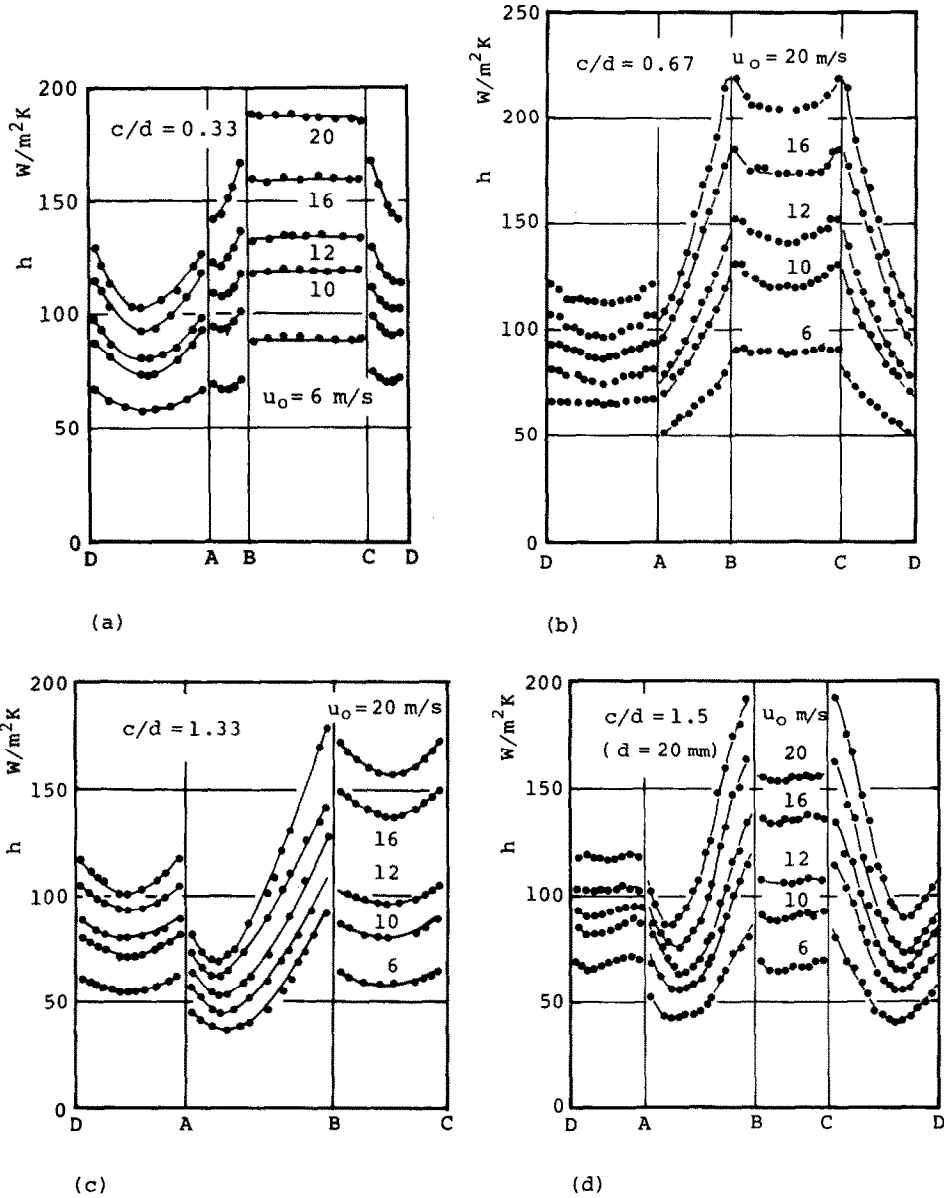 W/m²K
h
200
150
100
50
0
c/d = 0.33
20
16
12
10
u₀ = 6 m/s
D A B C D
(a)
W/m²K
h
250
200
150
100
50
0
c/d = 0.67
u₀ = 20 m/s
16
12
10
6
D A B C D
(b)
W/m²K
h
200
150
100
50
0
c/d = 1.33
u₀ = 20 m/s
16
12
10
6
D A B C
(c)
W/m²K
h
200
150
100
50
0
c/d = 1.5
(d = 20 mm)
u₀ m/s
20
16
12
10
6
D A B C D
(d)